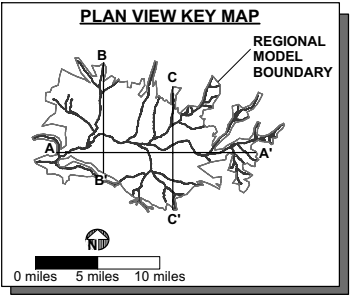 PLAN VIEW KEY MAP
REGIONAL
MODEL
BOUNDARY
B
C
A
A'
B'
C'
N
0 miles 5 miles 10 miles